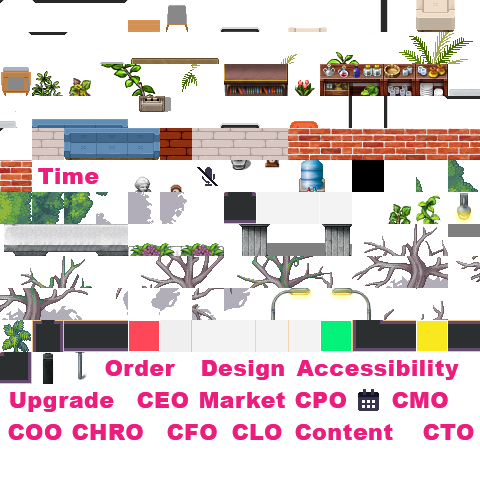 Time
Order Design Accessibility
Upgrade CEO Market CPO CMO
COO CHRO CFO CLO Content CTO